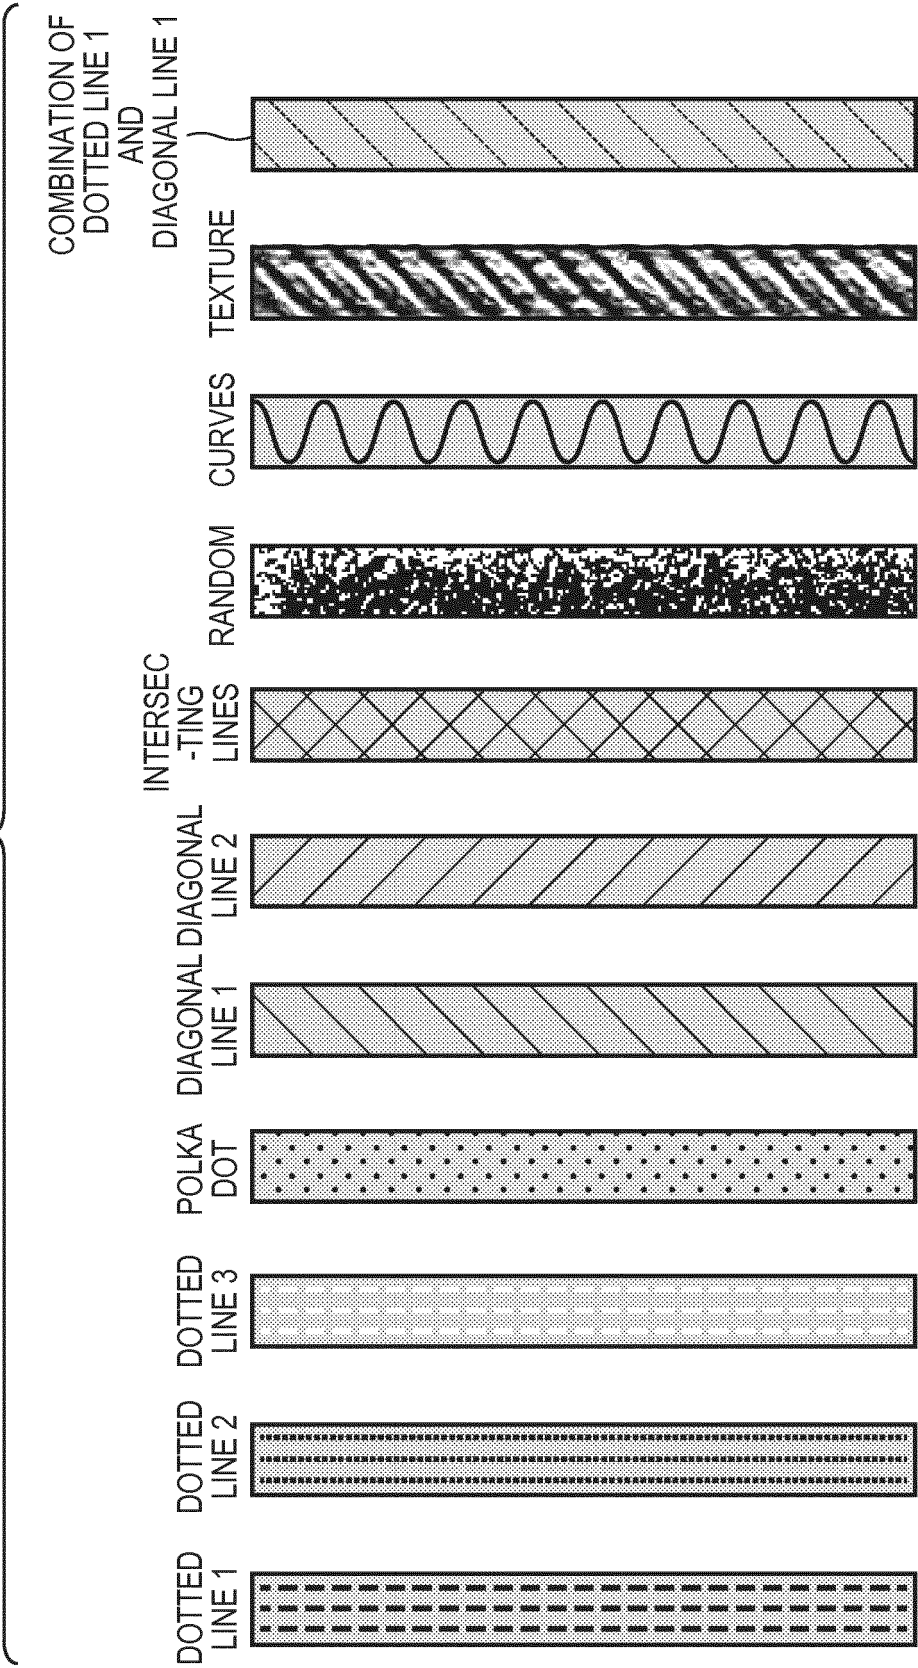 DOTTED
LINE 1
DOTTED
LINE 2
DOTTED
LINE 3
POLKA
DOT
DIAGONAL
LINE 1
DIAGONAL
LINE 2
INTERSEC
-TING
LINES
RANDOM
CURVES
TEXTURE
COMBINATION OF
DOTTED LINE 1
AND
DIAGONAL LINE 1